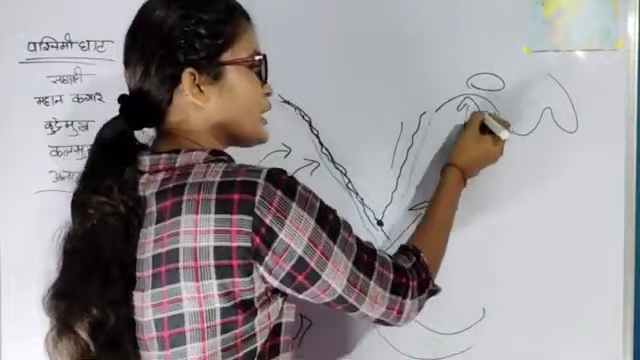 पश्चिमी घाट
सहाद्री
महान कगार
कुद्रेमुख